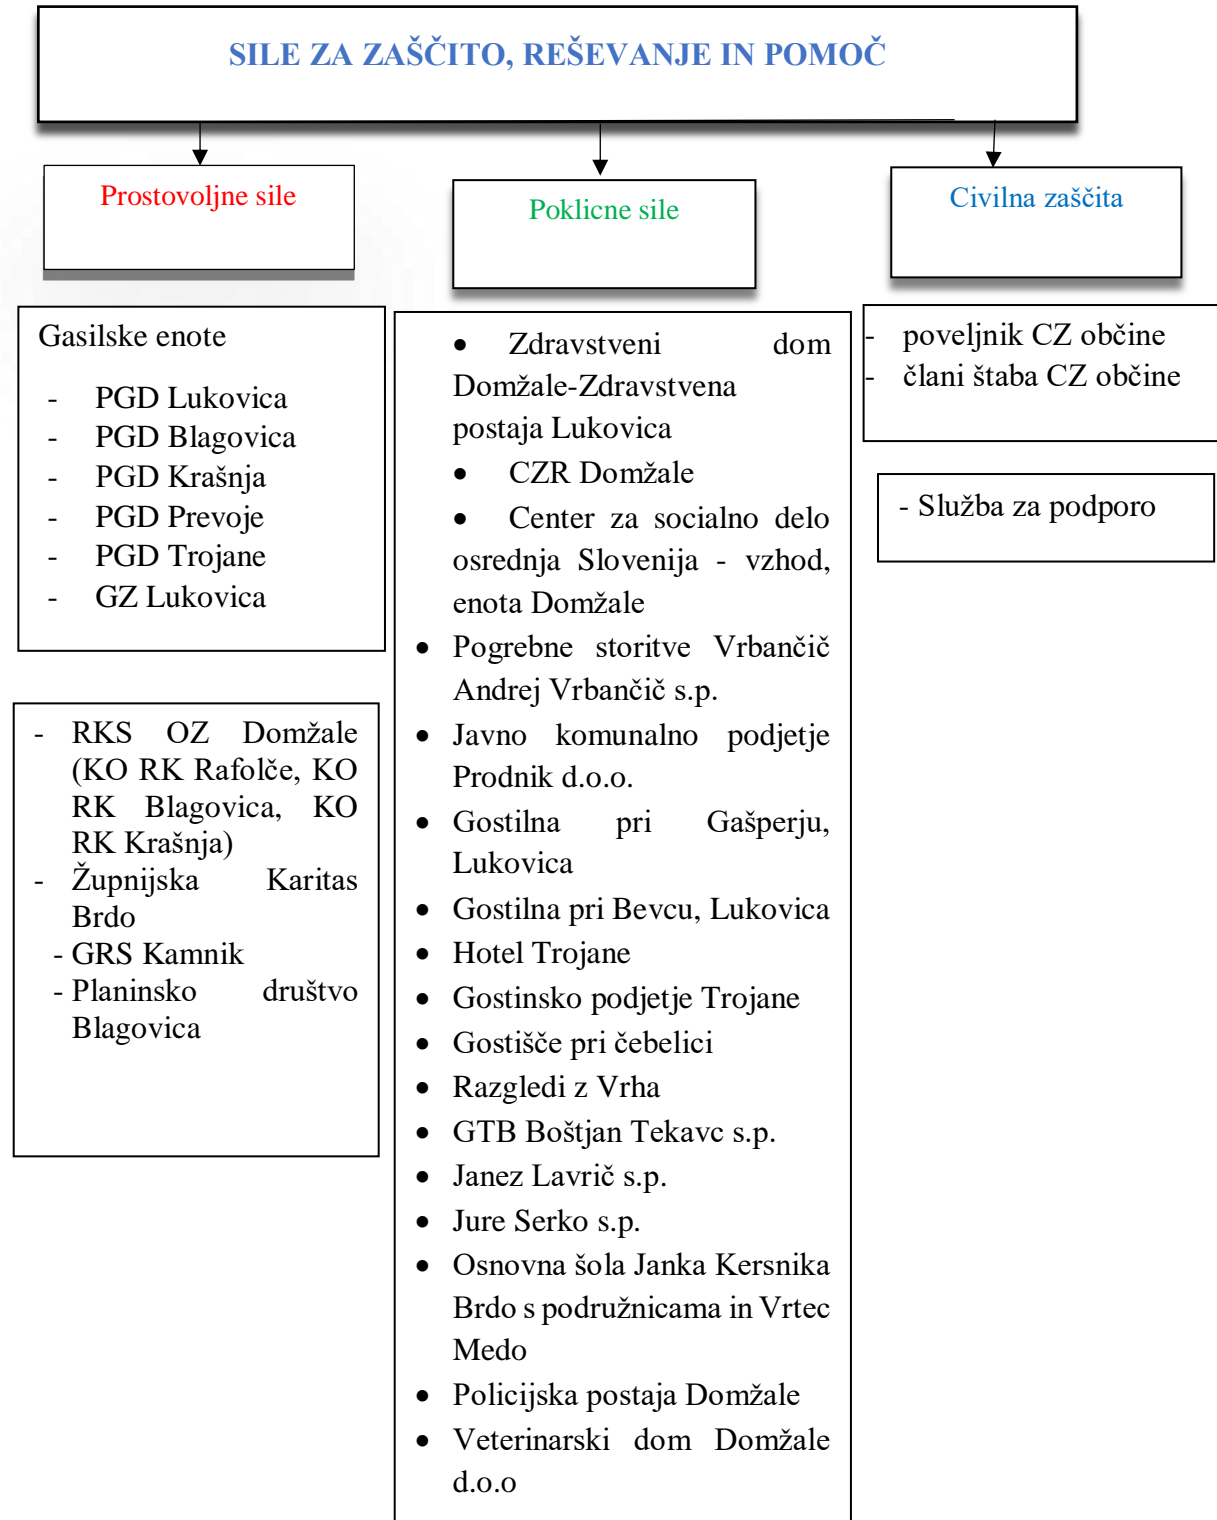 SILE ZA ZAŠČITO, REŠEVANJE IN POMOČ
Prostovoljne sile
Gasilske enote
- PGD Lukovica
- PGD Blagovica
- PGD Krašnja
- PGD Prevoje
- PGD Trojane
- GZ Lukovica
- RKS OZ Domžale
(KO RK Rafolče, KO
RK Blagovica, KO
RK Krašnja)
- Župnijska Karitas
Brdo
- GRS Kamnik
- Planinsko društvo
Blagovica
Poklicne sile
• Zdravstveni dom
Domžale-Zdravstvena
postaja Lukovica
• CZR Domžale
• Center za socialno delo
osrednja Slovenija - vzhod,
enota Domžale
• Pogrebne storitve Vrbančič
Andrej Vrbančič s.p.
• Javno komunalno podjetje
Prodnik d.o.o.
• Gostilna pri Gašperju,
Lukovica
• Gostilna pri Bevcu, Lukovica
• Hotel Trojane
• Gostinsko podjetje Trojane
• Gostišče pri čebelici
• Razgledi z Vrha
• GTB Boštjan Tekavc s.p.
• Janez Lavrič s.p.
• Jure Serko s.p.
• Osnovna šola Janka Kersnika
Brdo s podružnicama in Vrtec
Medo
• Policijska postaja Domžale
• Veterinarski dom Domžale
d.o.o
Civilna zaščita
- poveljnik CZ občine
- člani štaba CZ občine
- Služba za podporo